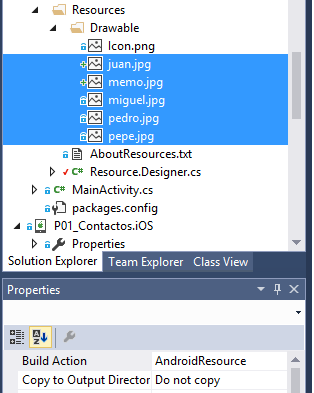 Resources
Drawable
Icon.png
juan.jpg
memo.jpg
miguel.jpg
pedro.jpg
pepe.jpg
AboutResources.txt
C# Resource.Designer.cs
C# MainActivity.cs
packages.config
P01_Contactos.iOS
Properties
Solution Explorer Team Explorer Class View
Properties
Build Action AndroidResource
Copy to Output Director Do not copy